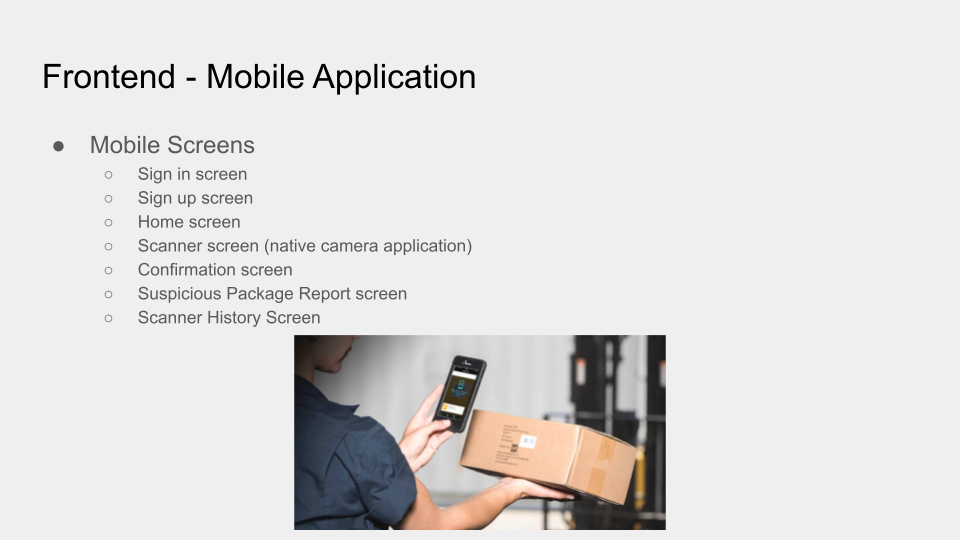 Frontend - Mobile Application
● Mobile Screens
○ Sign in screen
○ Sign up screen
○ Home screen
○ Scanner screen (native camera application)
○ Confirmation screen
○ Suspicious Package Report screen
○ Scanner History Screen